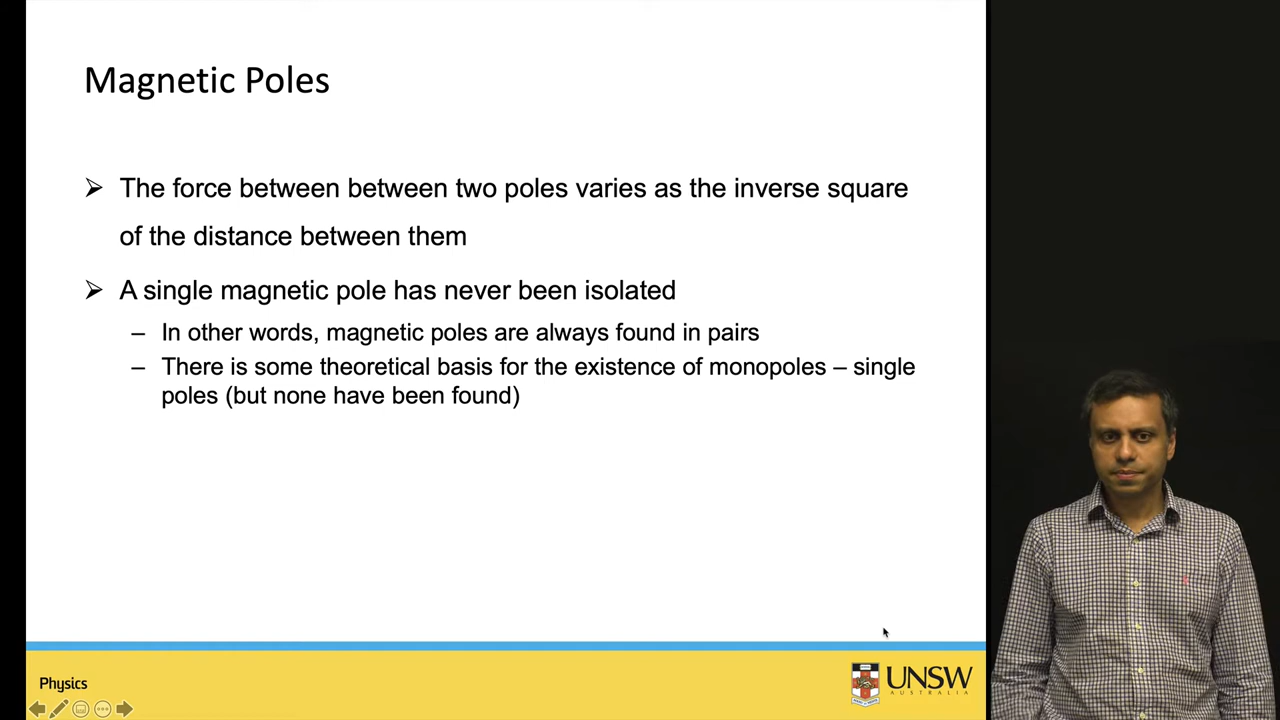 Magnetic Poles
➢ The force between between two poles varies as the inverse square
of the distance between them
➢ A single magnetic pole has never been isolated
– In other words, magnetic poles are always found in pairs
– There is some theoretical basis for the existence of monopoles – single
poles (but none have been found)
Physics
UNSW
AUSTRALIA